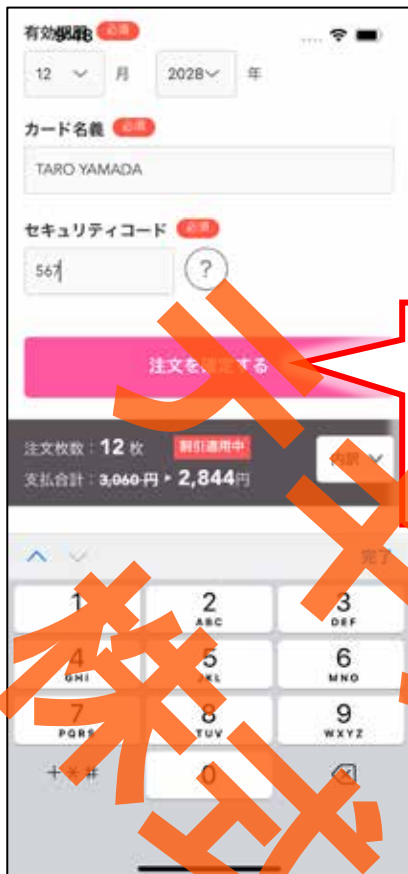 有効期限 必須
9:48
12 月 2028 年
カード名義 必須
TARO YAMADA
セキュリティコード 必須
567
?
注文を確定する
注文枚数：12 枚 割引適用中
支払合計：3,060 円 ▸ 2,844円
内訳
完了
1
2
ABC
3
DEF
4
GHI
5
JKL
6
MNO
7
PQRS
8
TUV
9
WXYZ
+*#
0
株式